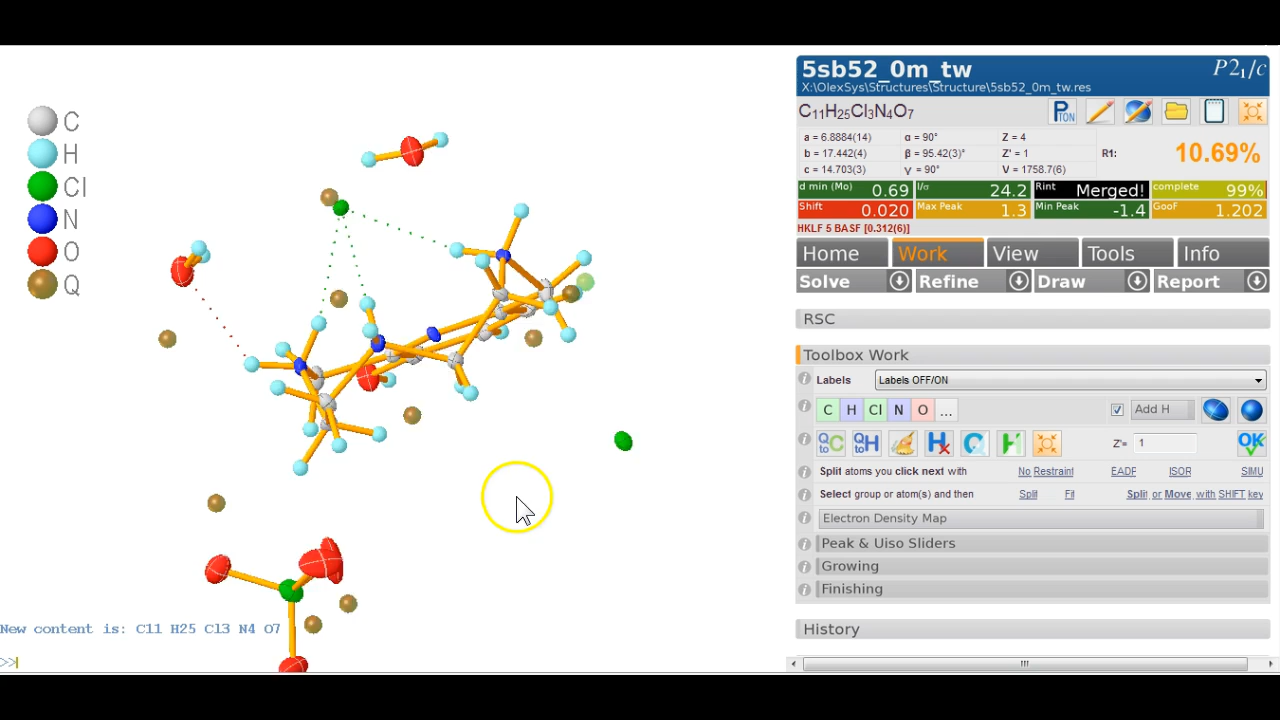 C
H
Cl
N
O
Q
New content is: C11 H25 Cl3 N4 O7
>>
5sb52_0m_tw
P2₁/c
X:\OlexSys\Structures\Structure\5sb52_0m_tw.res
C₁₁H₂₅Cl₃N₄O₇
PTON
a = 6.8884(14) α = 90° Z = 4
b = 17.442(4) β = 95.42(3)° Z' = 1 R1: 10.69%
c = 14.703(3) γ = 90° V = 1758.7(6)
d min (Mo) 0.69 I/σ 24.2 Rint Merged! complete 99%
Shift 0.020 Max Peak 1.3 Min Peak -1.4 GooF 1.202
HKLF 5 BASF [0.312(6)]
Home Work View Tools Info
Solve Refine Draw Report
RSC
Toolbox Work
Labels Labels OFF/ON
C H Cl N O ... Add H
Q to C Q to H H x H Z'= 1 OK
Split atoms you click next with No Restraint EADP ISOR SIMU
Select group or atom(s) and then Split Fit Split or Move with SHIFT key
Electron Density Map
Peak & Uiso Sliders
Growing
Finishing
History